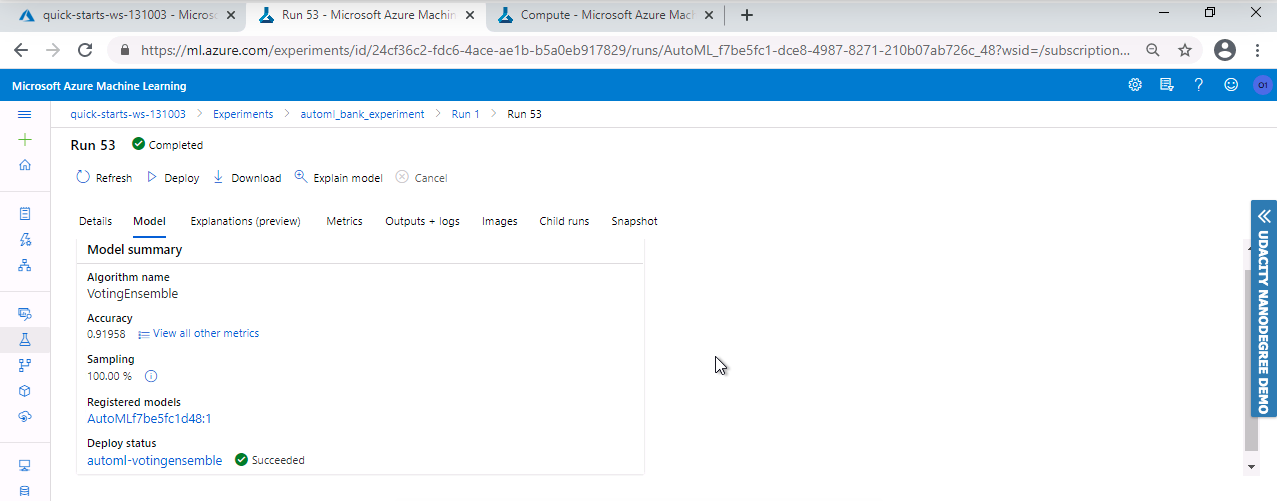 quick-starts-ws-131003 - Microso
Run 53 - Microsoft Azure Machin
Compute - Microsoft Azure Mach
https://ml.azure.com/experiments/id/24cf36c2-fdc6-4ace-ae1b-b5a0eb917829/runs/AutoML_f7be5fc1-dce8-4987-8271-210b07ab726c_48?wsid=/subscription...
Microsoft Azure Machine Learning
O1
quick-starts-ws-131003 > Experiments > automl_bank_experiment > Run 1 > Run 53
Run 53 Completed
Refresh Deploy Download Explain model Cancel
Details Model Explanations (preview) Metrics Outputs + logs Images Child runs Snapshot
Model summary
Algorithm name
VotingEnsemble
Accuracy
0.91958 View all other metrics
Sampling
100.00 %
Registered models
AutoMLf7be5fc1d48:1
Deploy status
automl-votingensemble Succeeded
UDACITY NANODEGREE DEMO